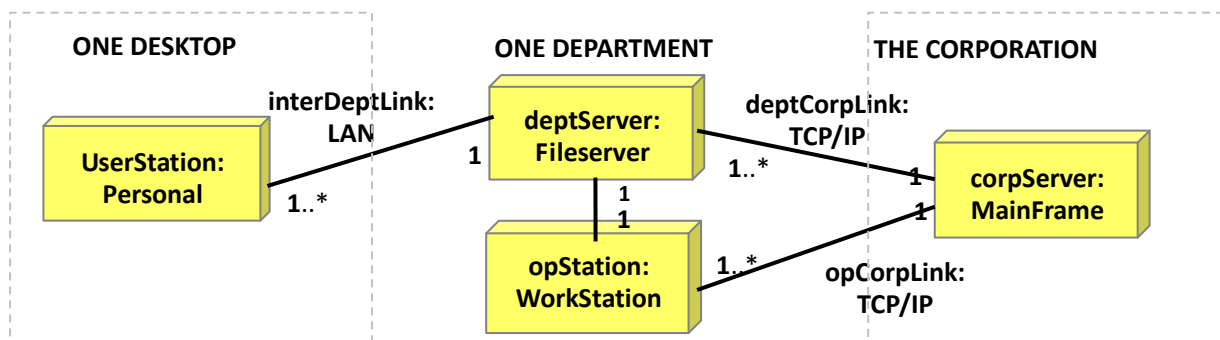 ONE DESKTOP
ONE DEPARTMENT
THE CORPORATION
interDeptLink:
LAN
deptServer:
Fileserver
deptCorpLink:
TCP/IP
UserStation:
Personal
1
1..*
1..*
1
corpServer:
MainFrame
1
1
1
opStation:
WorkStation
1..*
opCorpLink:
TCP/IP